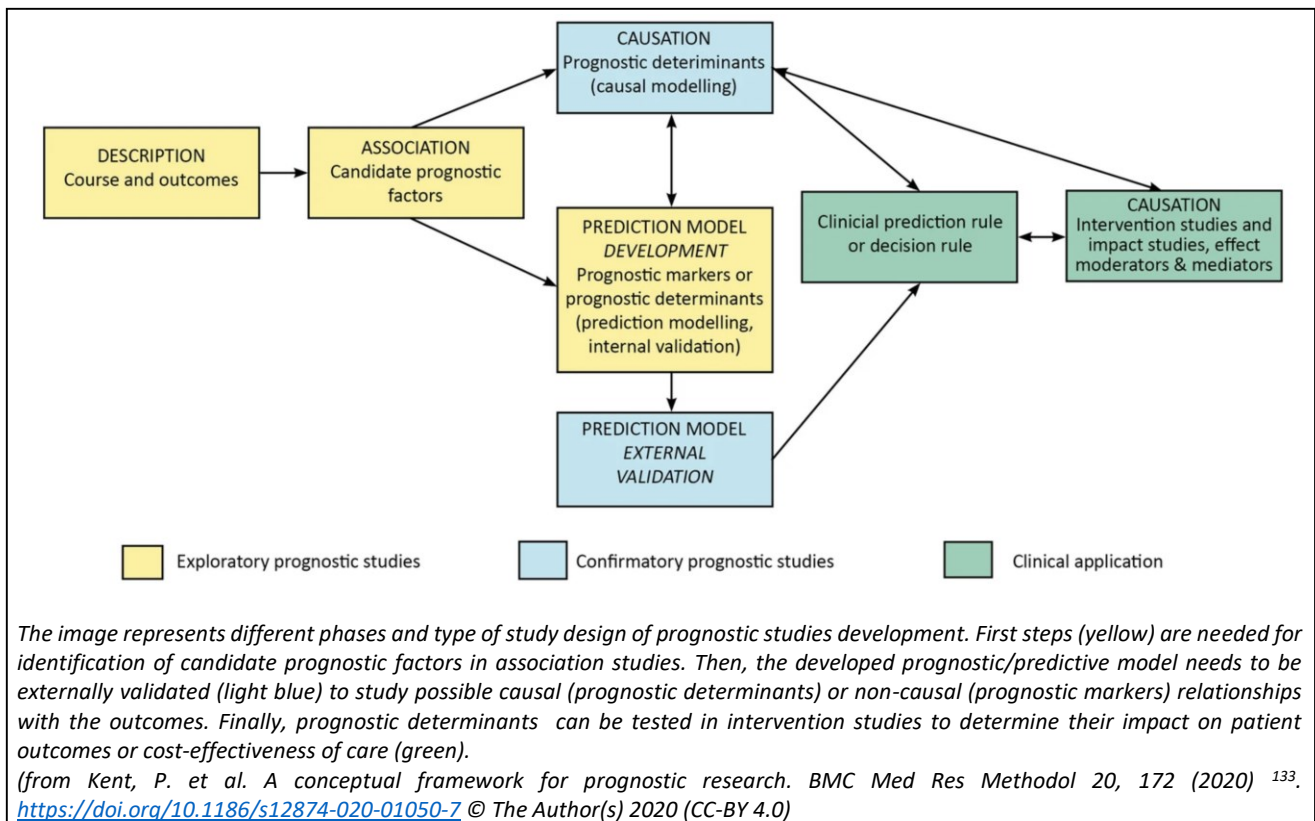 CAUSATION
Prognostic deteriminants
(causal modelling)
DESCRIPTION
Course and outcomes
ASSOCIATION
Candidate prognostic
factors
PREDICTION MODEL
DEVELOPMENT
Prognostic markers or
prognostic determinants
(prediction modelling,
internal validation)
Clinicial prediction rule
or decision rule
CAUSATION
Intervention studies and
impact studies, effect
moderators & mediators
PREDICTION MODEL
EXTERNAL
VALIDATION
Exploratory prognostic studies
Confirmatory prognostic studies
Clinical application
The image represents different phases and type of study design of prognostic studies development. First steps (yellow) are needed for
identification of candidate prognostic factors in association studies. Then, the developed prognostic/predictive model needs to be
externally validated (light blue) to study possible causal (prognostic determinants) or non-causal (prognostic markers) relationships
with the outcomes. Finally, prognostic determinants can be tested in intervention studies to determine their impact on patient
outcomes or cost-effectiveness of care (green).
(from Kent, P. et al. A conceptual framework for prognostic research. BMC Med Res Methodol 20, 172 (2020) 133.
https://doi.org/10.1186/s12874-020-01050-7 © The Author(s) 2020 (CC-BY 4.0)